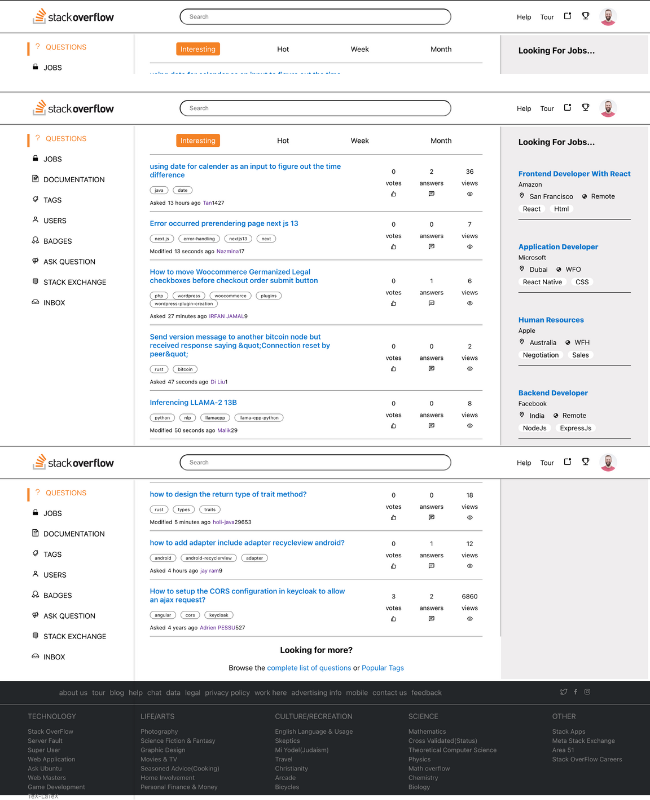 stackoverflow
Search
Help Tour
? QUESTIONS
JOBS
Interesting Hot Week Month
using date for calender as an input to figure out the time
Looking For Jobs...
stackoverflow
Search
Help Tour
? QUESTIONS
JOBS
DOCUMENTATION
TAGS
USERS
BADGES
ASK QUESTION
STACK EXCHANGE
INBOX
Interesting Hot Week Month
using date for calender as an input to figure out the time
difference
java date
Asked 13 hours ago Tan1427
0 2 36
votes answers views
Error occurred prerendering page next js 13
next.js error-handling nextjs13 next
Modified 13 seconds ago Nazmina17
0 0 7
votes answers views
How to move Woocommerce Germanized Legal
checkboxes before checkout order submit button
php wordpress woocommerce plugins
wordpress-plugin-creation
Asked 27 minutes ago IRFAN JAMAL9
0 1 6
votes answers views
Send version message to another bitcoin node but
received response saying &quot;Connection reset by
peer&quot;
rust bitcoin
Asked 47 seconds ago Di Liu1
0 0 2
votes answers views
Inferencing LLAMA-2 13B
python nlp llamacpp llama-cpp-python
Modified 50 seconds ago Malik29
0 0 8
votes answers views
Looking For Jobs...
Frontend Developer With React
Amazon
San Francisco Remote
React Html
Application Developer
Microsoft
Dubai WFO
React Native CSS
Human Resources
Apple
Australia WFH
Negotiation Sales
Backend Developer
Facebook
India Remote
NodeJs ExpressJs
stackoverflow
Search
Help Tour
? QUESTIONS
JOBS
DOCUMENTATION
TAGS
USERS
BADGES
ASK QUESTION
STACK EXCHANGE
INBOX
how to design the return type of trait method?
rust types traits
Modified 5 minutes ago holi-java29853
0 0 18
votes answers views
how to add adapter include adapter recycleview android?
android android-recyclerview adapter
Asked 4 hours ago jay ram9
0 1 12
votes answers views
How to setup the CORS configuration in keycloak to allow
an ajax request?
angular cors keycloak
Asked 4 years ago Adrion PESSU527
3 2 6860
votes answers views
Looking for more?
Browse the complete list of questions or Popular Tags
about us tour blog help chat data legal privacy policy work here advertising info mobile contact us feedback
TECHNOLOGY
Stack OverFlow
Server Fault
Super User
Web Application
Ask Ubuntu
Web Masters
Game Development
TeX-LaTeX
LIFE/ARTS
Photography
Science Fiction & Fantasy
Graphic Design
Movies & TV
Seasoned Advice(Cooking)
Home Involvement
Personal Finance & Money
CULTURE/RECREATION
English Language & Usage
Skeptics
Mi Yodel(Judaism)
Travel
Christianity
Arcade
Bicycles
SCIENCE
Mathematics
Cross Validated(Status)
Theoretical Computer Science
Physics
Math overflow
Chemistry
Biology
OTHER
Stack Apps
Meta Stack Exchange
Area 51
Stack OverFlow Careers